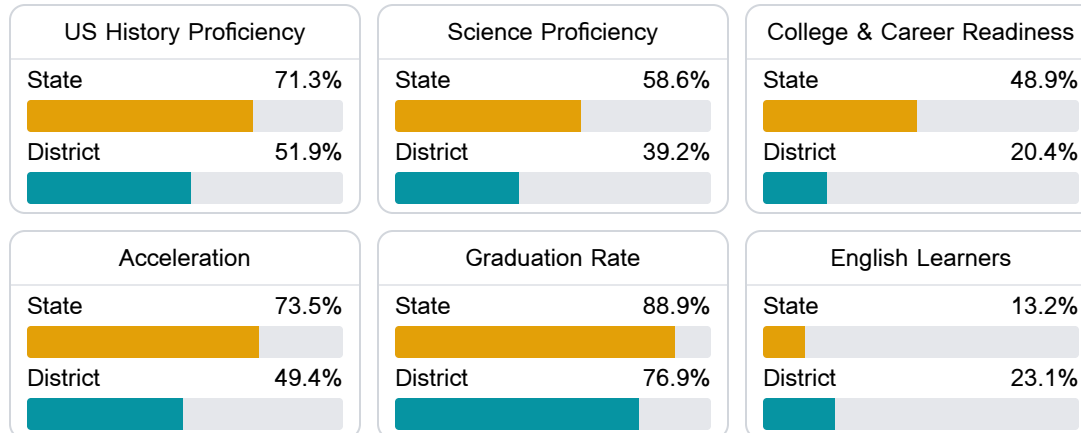 US History Proficiency
State 71.3%
District 51.9%
Science Proficiency
State 58.6%
District 39.2%
College & Career Readiness
State 48.9%
District 20.4%
Acceleration
State 73.5%
District 49.4%
Graduation Rate
State 88.9%
District 76.9%
English Learners
State 13.2%
District 23.1%